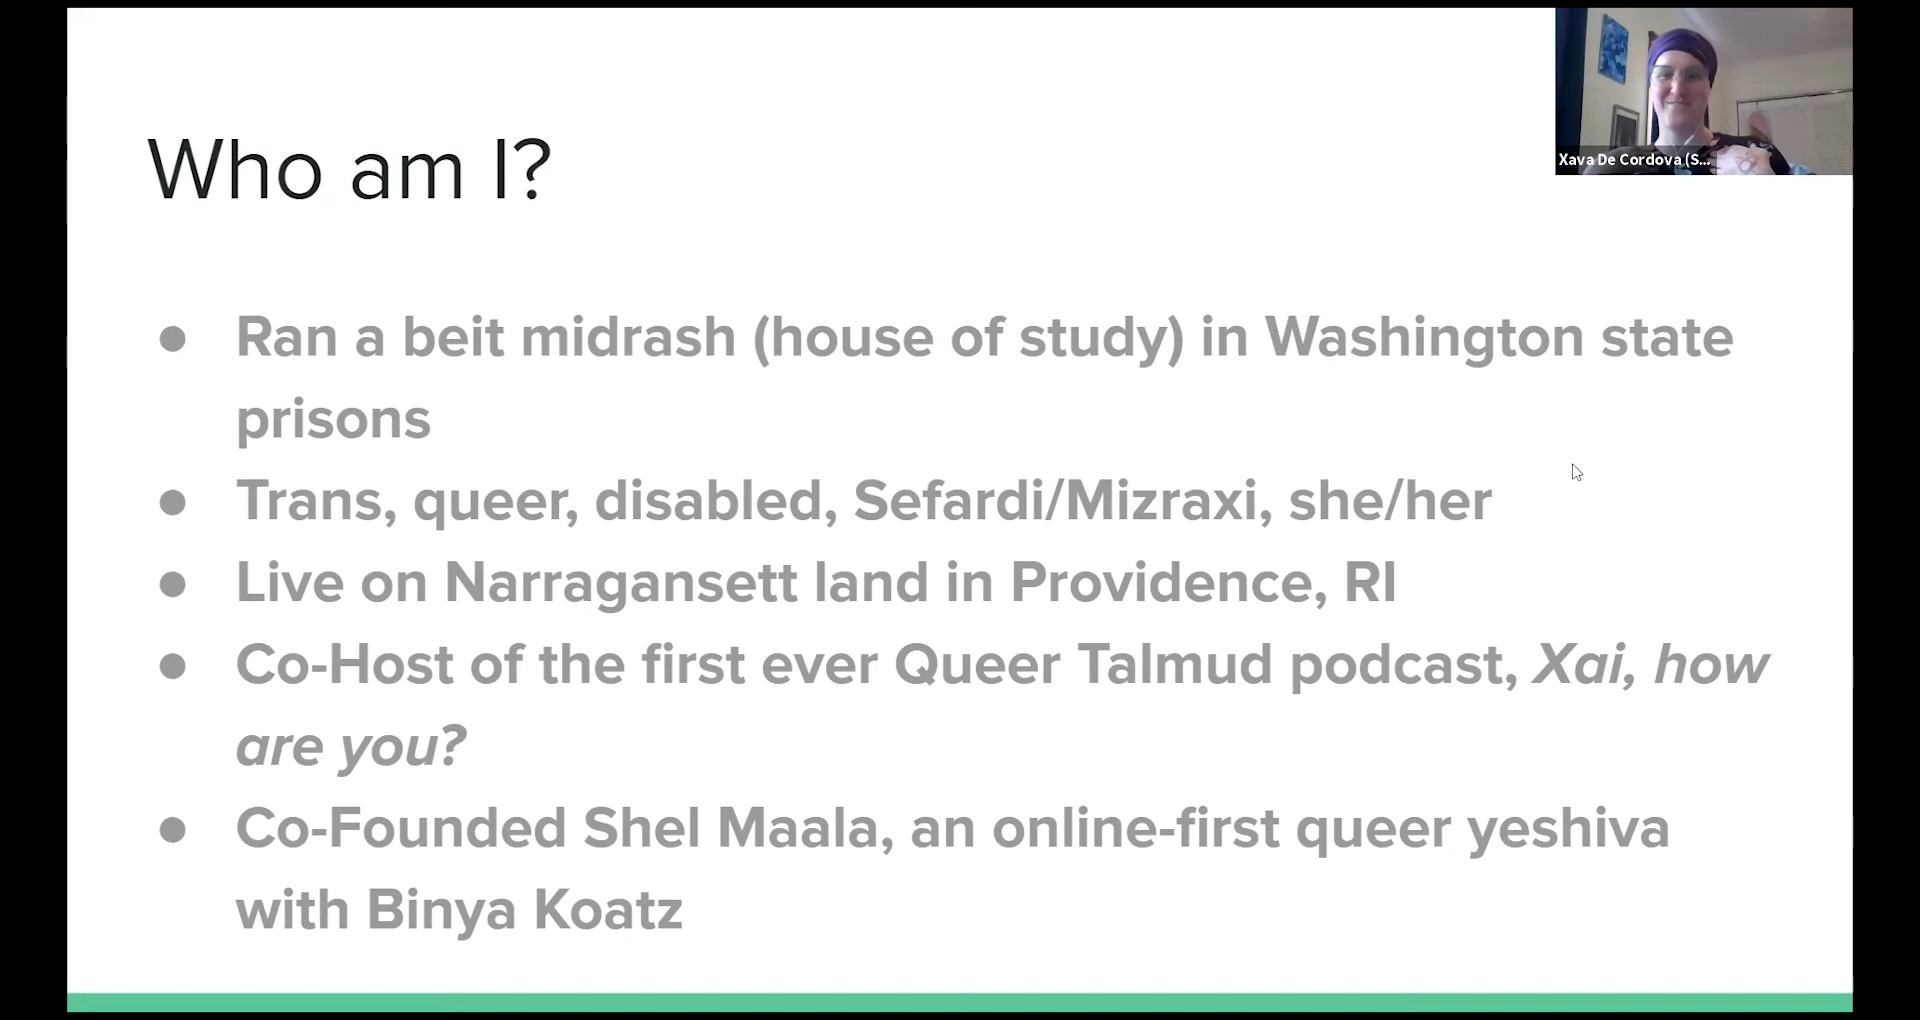 Who am I?
Xava De Cordova (S...
● Ran a beit midrash (house of study) in Washington state
prisons
● Trans, queer, disabled, Sefardi/Mizraxi, she/her
● Live on Narragansett land in Providence, RI
● Co-Host of the first ever Queer Talmud podcast, Xai, how
are you?
● Co-Founded Shel Maala, an online-first queer yeshiva
with Binya Koatz